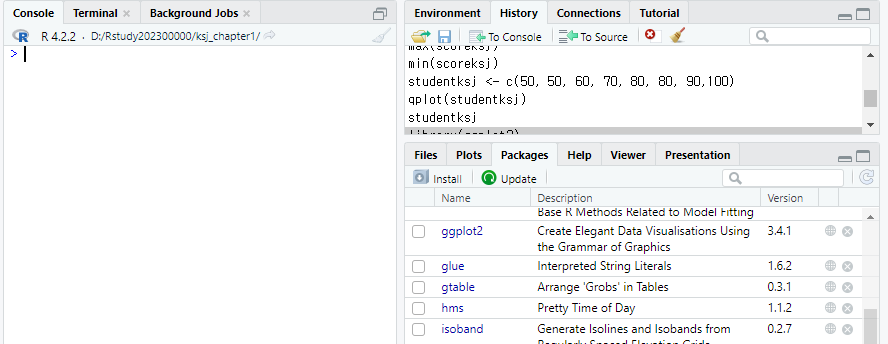 Console Terminal Background Jobs
R 4.2.2 · D:/Rstudy202300000/ksj_chapter1/
>
Environment History Connections Tutorial
To Console To Source
max(scoreksj)
min(scoreksj)
studentksj <- c(50, 50, 60, 70, 80, 80, 90,100)
qplot(studentksj)
studentksj
library(ggplot2)
Files Plots Packages Help Viewer Presentation
Install Update
Name Description Version
Base R Methods Related to Model Fitting
ggplot2 Create Elegant Data Visualisations Using 3.4.1
the Grammar of Graphics
glue Interpreted String Literals 1.6.2
gtable Arrange 'Grobs' in Tables 0.3.1
hms Pretty Time of Day 1.1.2
isoband Generate Isolines and Isobands from 0.2.7
Regularly Spaced Elevation Grids